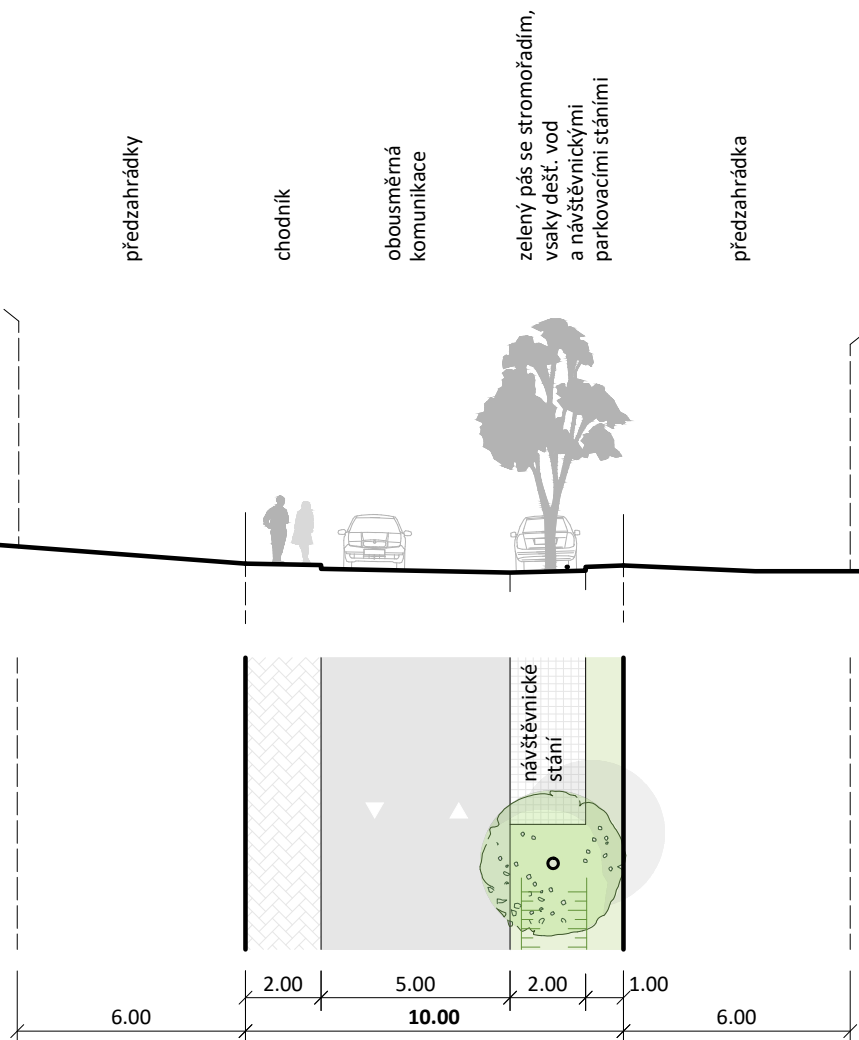 předzahrádky
chodník
obousměrná
komunikace
zelený pás se stromořadím,
vsaky dešť. vod
a návštěvnickými
parkovacími stáními
předzahrádka
návštěvnické
stání
2.00
5.00
2.00
1.00
6.00
10.00
6.00